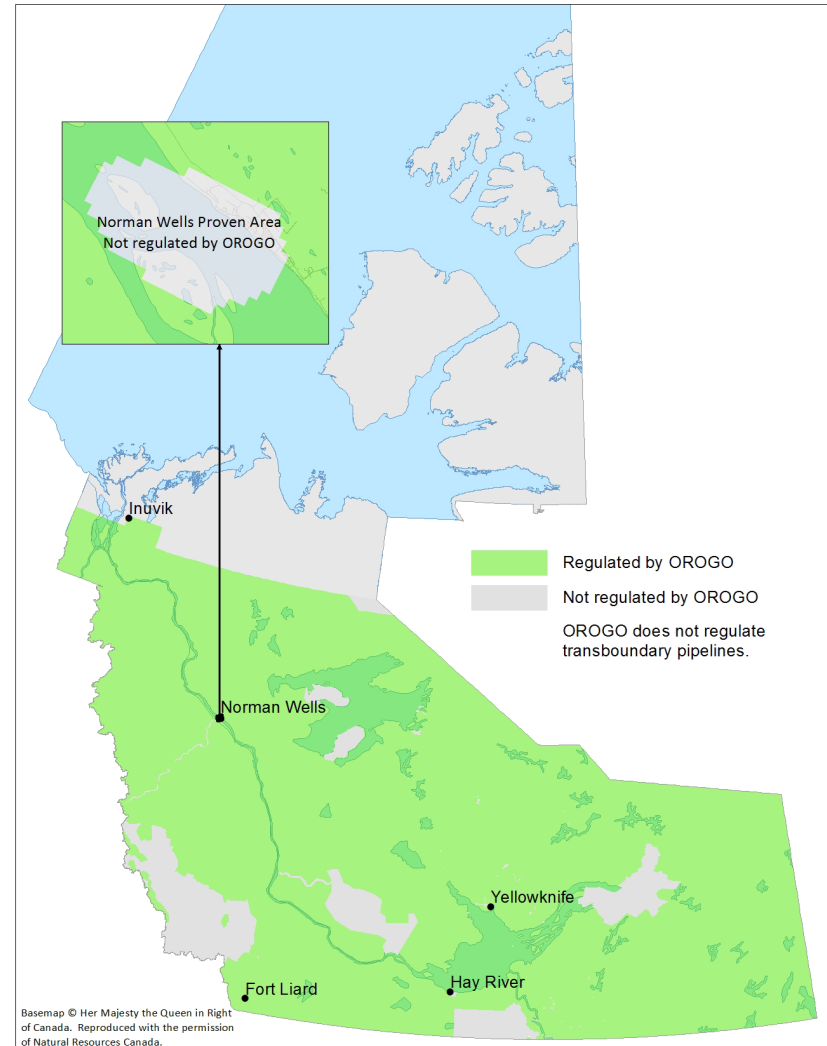 Norman Wells Proven Area
Not regulated by OROGO
Inuvik
Regulated by OROGO
Not regulated by OROGO
OROGO does not regulate
transboundary pipelines.
Norman Wells
Yellowknife
Fort Liard
Hay River
Basemap © Her Majesty the Queen in Right
of Canada. Reproduced with the permission
of Natural Resources Canada.